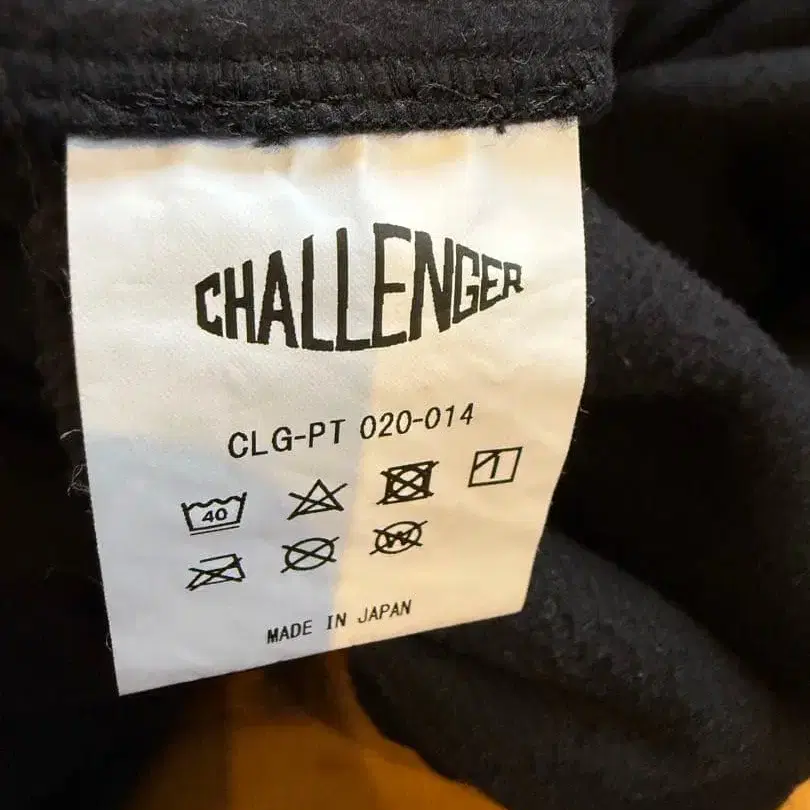 CHALLENGER
CLG-PT 020-014
40
W
MADE IN JAPAN